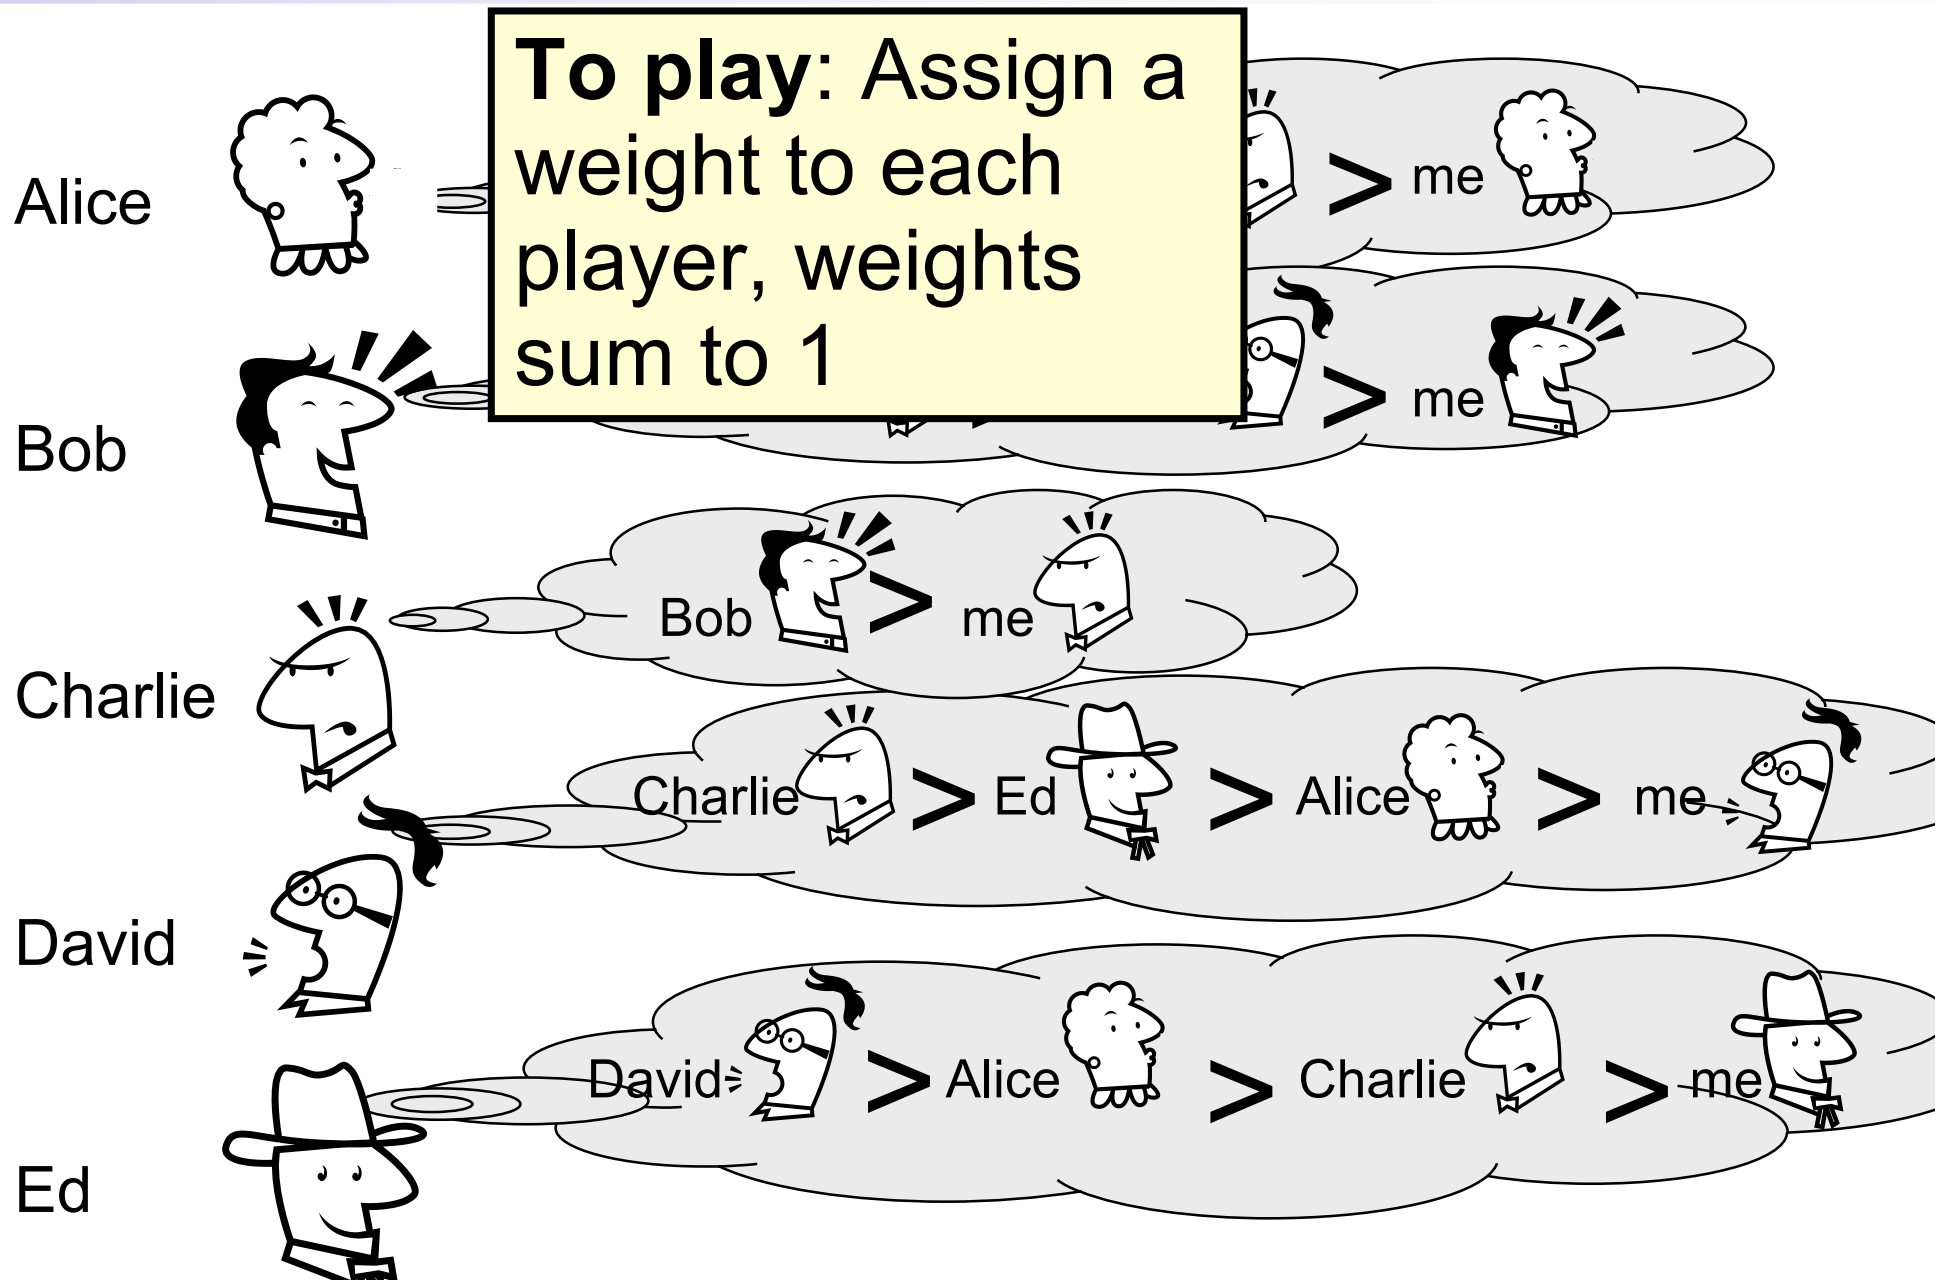 To play: Assign a
weight to each
player, weights
sum to 1
Alice
> me
Bob
> me
Charlie
Bob > me
David
Charlie > Ed > Alice > me
Ed
David > Alice > Charlie > me